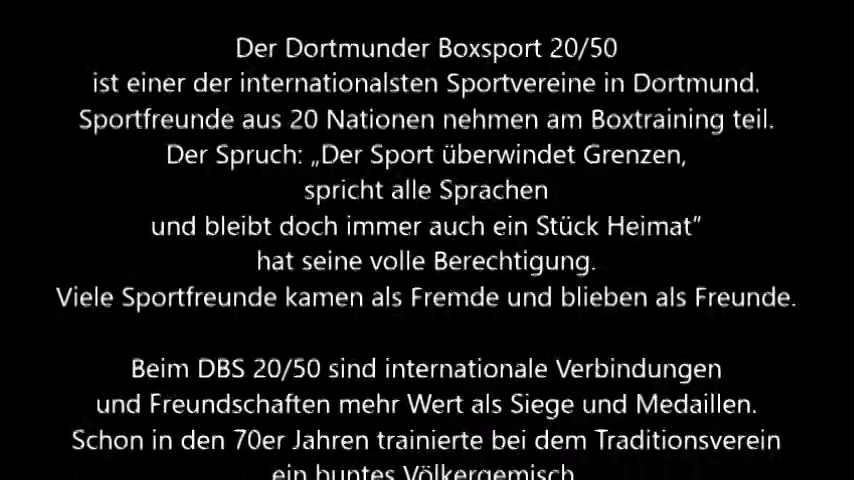 Der Dortmunder Boxsport 20/50
ist einer der internationalsten Sportvereine in Dortmund.
Sportfreunde aus 20 Nationen nehmen am Boxtraining teil.
Der Spruch: „Der Sport überwindet Grenzen,
spricht alle Sprachen
und bleibt doch immer auch ein Stück Heimat“
hat seine volle Berechtigung.
Viele Sportfreunde kamen als Fremde und blieben als Freunde.
Beim DBS 20/50 sind internationale Verbindungen
und Freundschaften mehr Wert als Siege und Medaillen.
Schon in den 70er Jahren trainierte bei dem Traditionsverein
ein buntes Völkergemisch